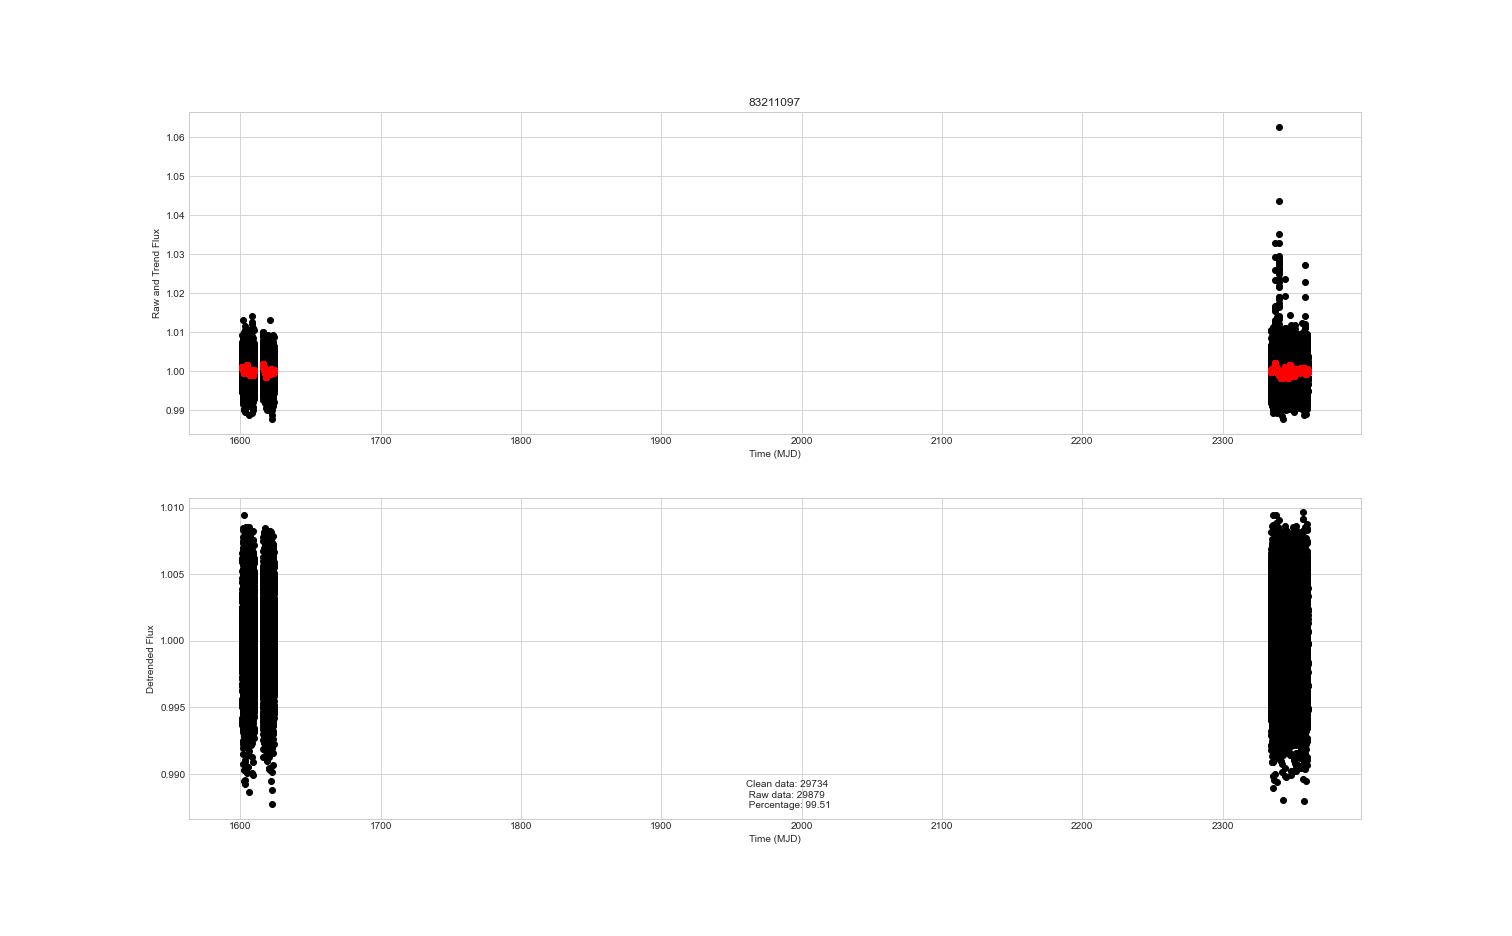 83211097
1.06
1.05
1.04
1.03
1.02
1.01
1.00
0.99
Raw and Trend Flux
1600 1700 1800 1900 2000 2100 2200 2300
Time (MJD)
1.010
1.005
1.000
0.995
0.990
Detrended Flux
Clean data: 29734
Raw data: 29879
Percentage: 99.51
1600 1700 1800 1900 2000 2100 2200 2300
Time (MJD)